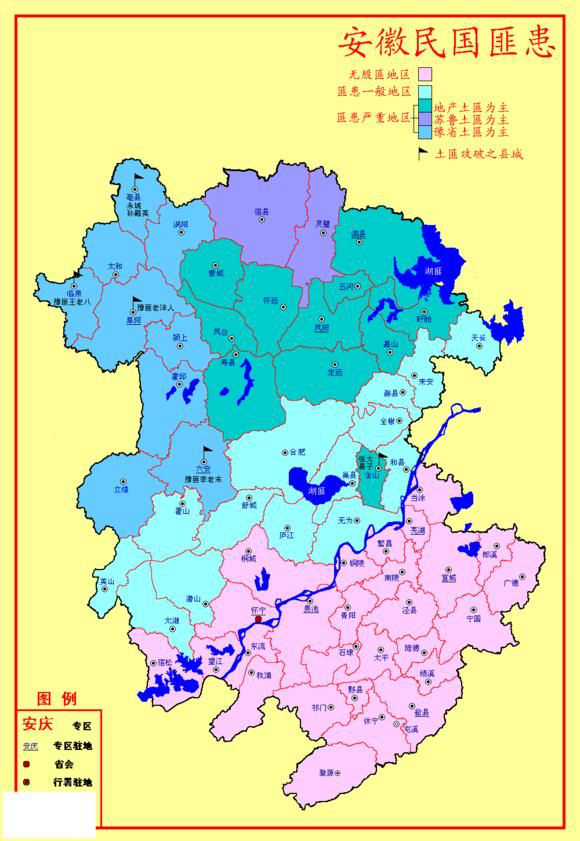 安徽民国匪患
无股匪地区
匪患一般地区
匪患严重地区
地产土匪为主
苏鲁土匪为主
豫省土匪为主
土匪攻破之县城
亳县
永城
孙殿英
涡阳
宿县
灵璧
泗县
湖匪
太和
临泉
豫匪王老八
豫匪老洋人
阜阳
蒙城
怀远
五河
盱眙
天长
颍上
凤台
凤阳
嘉山
寿县
霍邱
定远
来安
滁县
全椒
合肥
张大
鼻子
含山
和县
巢县
湖匪
六安
豫匪李老末
立煌
霍山
舒城
庐江
无为
当涂
芜湖
繁昌
铜陵
南陵
宣城
郎溪
广德
桐城
英山
潜山
太湖
怀宁
贵池
青阳
泾县
宁国
宿松
望江
东流
秋浦
石埭
太平
旌德
绩溪
黟县
祁门
休宁
歙县
屯溪
婺源
图 例
安庆 专区
安庆 专区驻地
省会
行署驻地